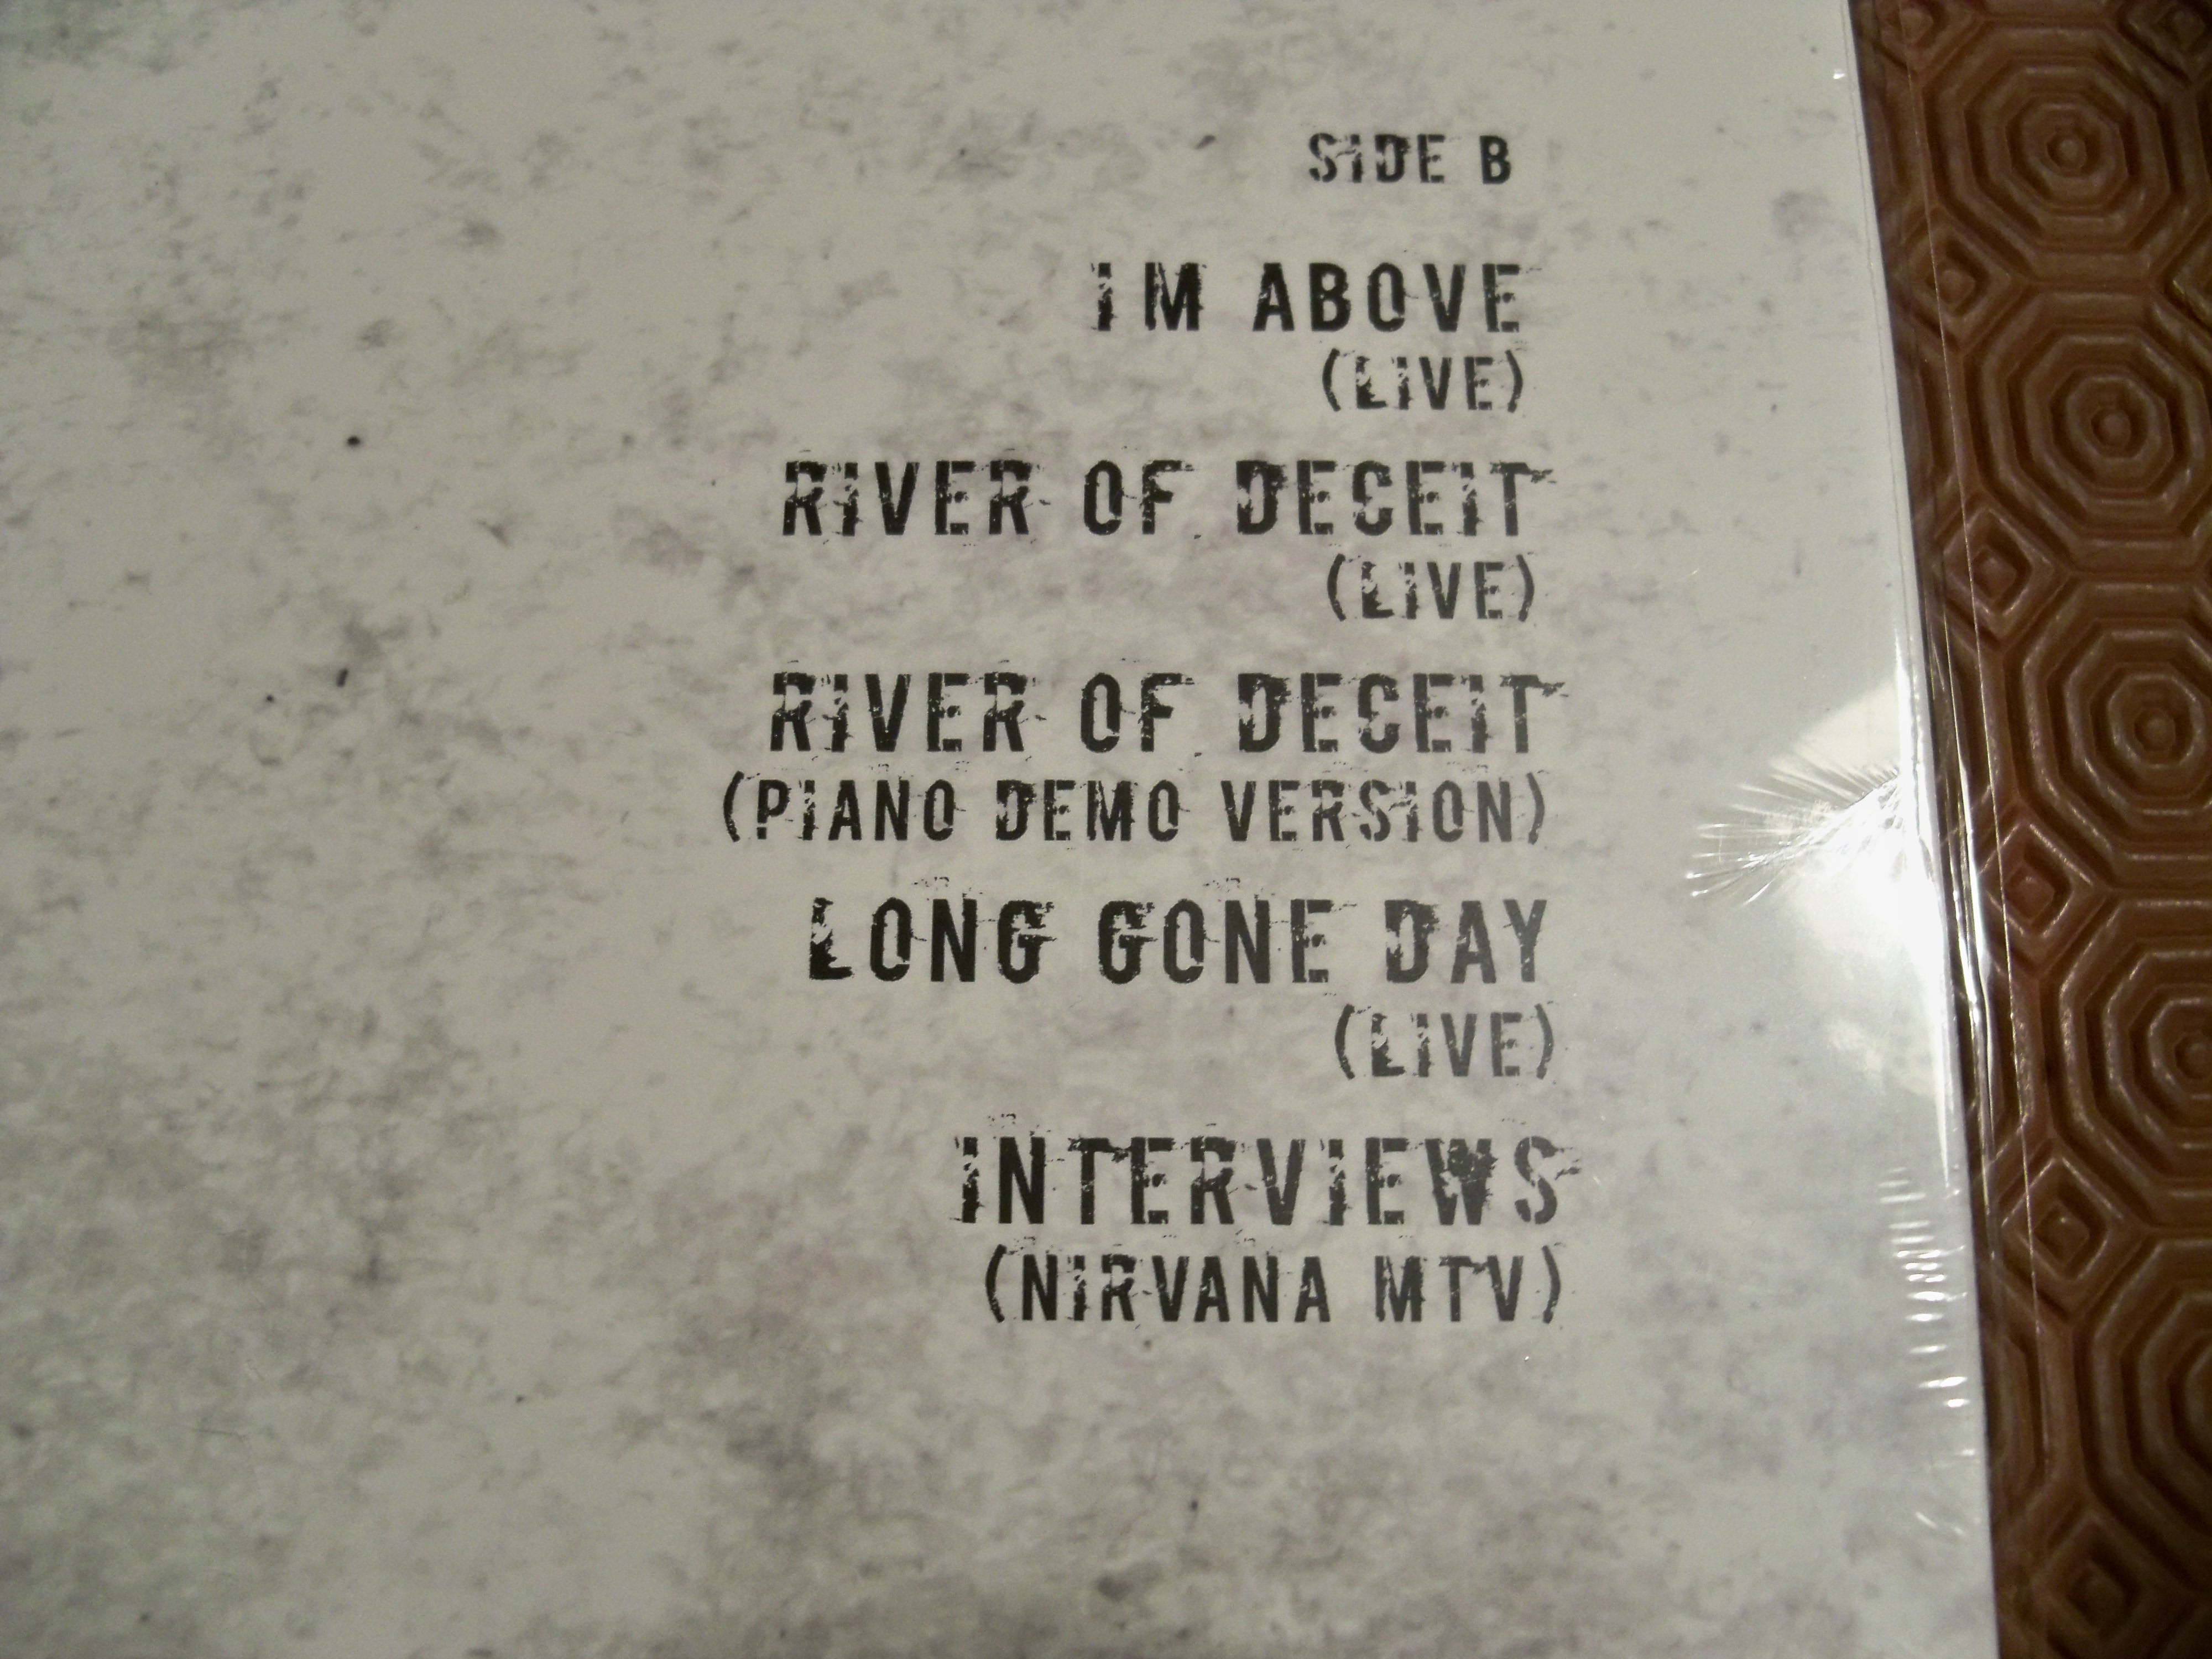 SIDE B
IM ABOVE
(LIVE)
RIVER OF DECEIT
(LIVE)
RIVER OF DECEIT
(PIANO DEMO VERSION)
LONG GONE DAY
(LIVE)
INTERVIEWS
(NIRVANA MTV)